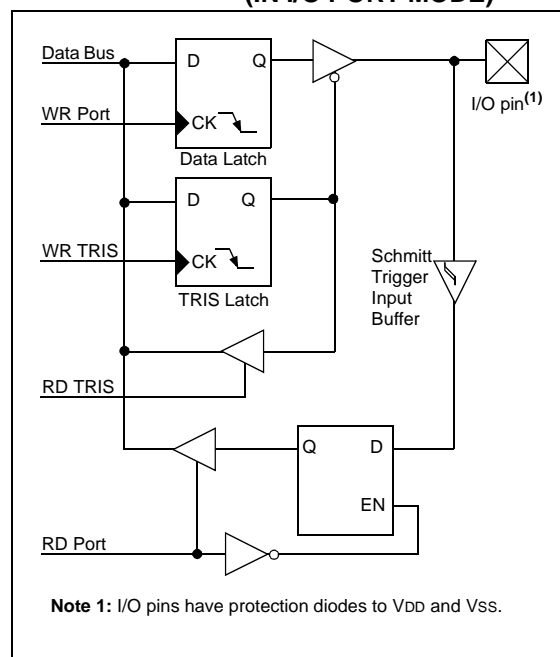 (IN I/O PORT MODE)
Data Bus
D Q
I/O pin(1)
WR Port
CK
Data Latch
D Q
WR TRIS
CK
TRIS Latch
Schmitt
Trigger
Input
Buffer
RD TRIS
Q D
EN
RD Port
Note 1: I/O pins have protection diodes to VDD and VSS.